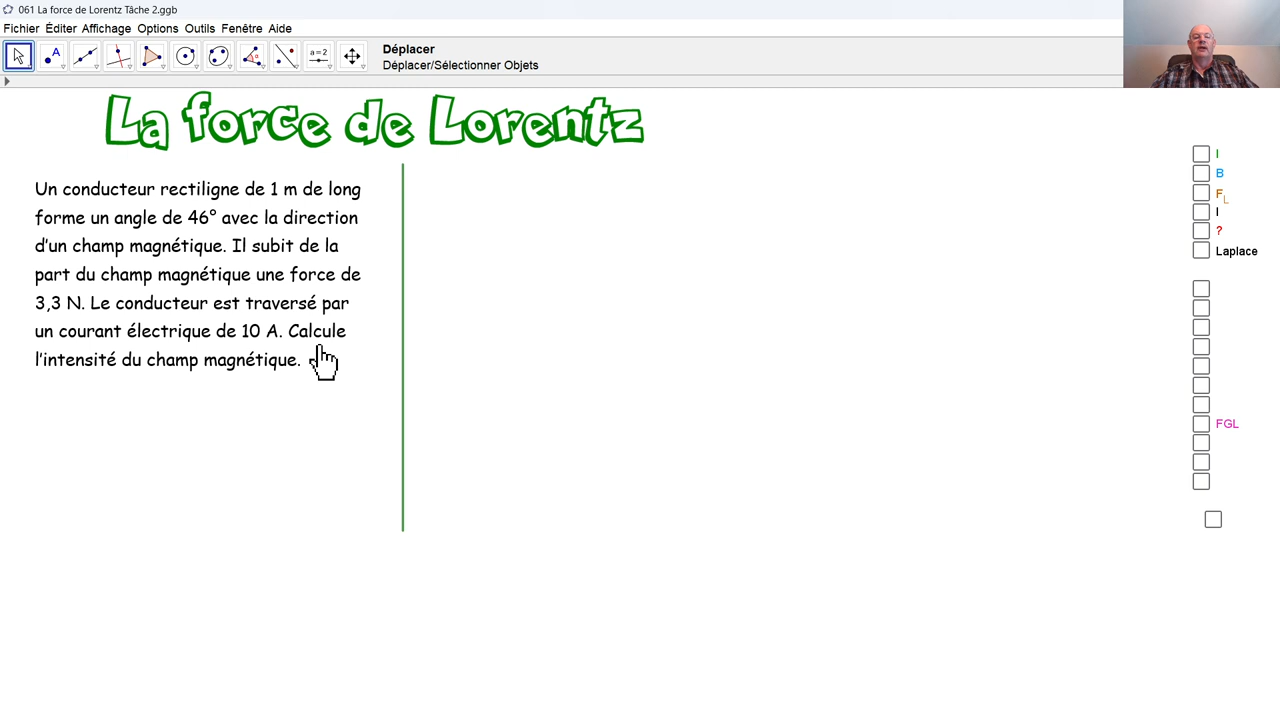 061 La force de Lorentz Tâche 2.ggb
Fichier Éditer Affichage Options Outils Fenêtre Aide
A
a=2
Déplacer
Déplacer/Sélectionner Objets
La force de Lorentz
Un conducteur rectiligne de 1 m de long
forme un angle de 46° avec la direction
d'un champ magnétique. Il subit de la
part du champ magnétique une force de
3,3 N. Le conducteur est traversé par
un courant électrique de 10 A. Calcule
l'intensité du champ magnétique.
I
B
F_L
I
?
Laplace
FGL